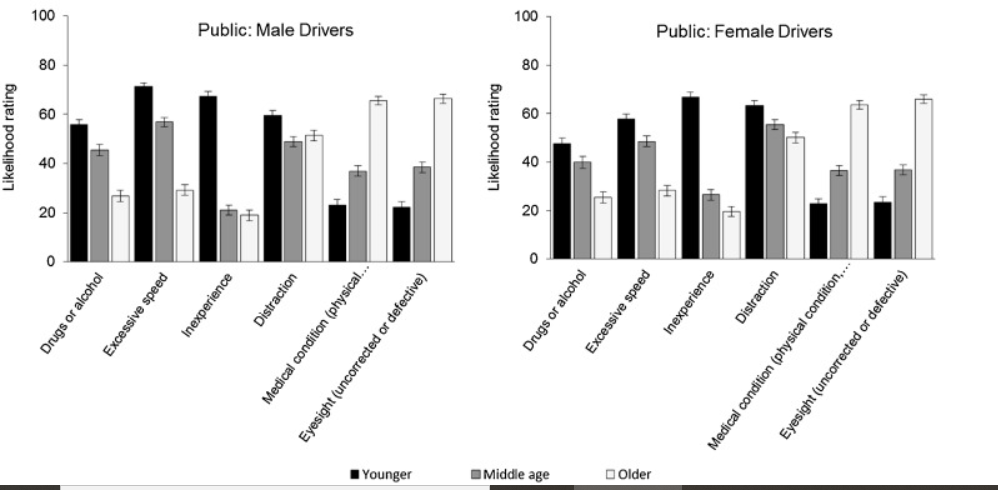 Public: Male Drivers
Likelihood rating
100
80
60
40
20
0
Drugs or alcohol
Excessive speed
Inexperience
Distraction
Medical condition (physical...
Eyesight (uncorrected or defective)
Public: Female Drivers
Likelihood rating
100
80
60
40
20
0
Drugs or alcohol
Excessive speed
Inexperience
Distraction
Medical condition (physical condition,...
Eyesight (uncorrected or defective)
Younger
Middle age
Older